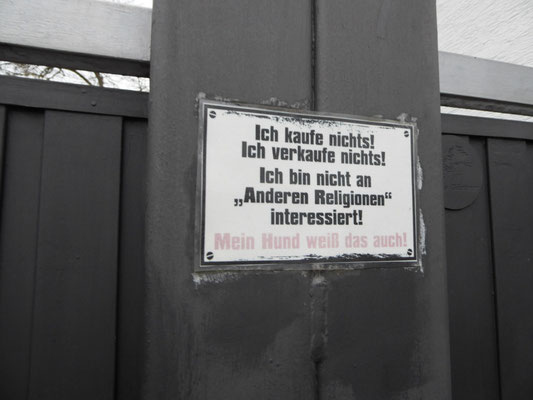 Ich kaufe nichts!
Ich verkaufe nichts!
Ich bin nicht an
„Anderen Religionen“
interessiert!
Mein Hund weiß das auch!